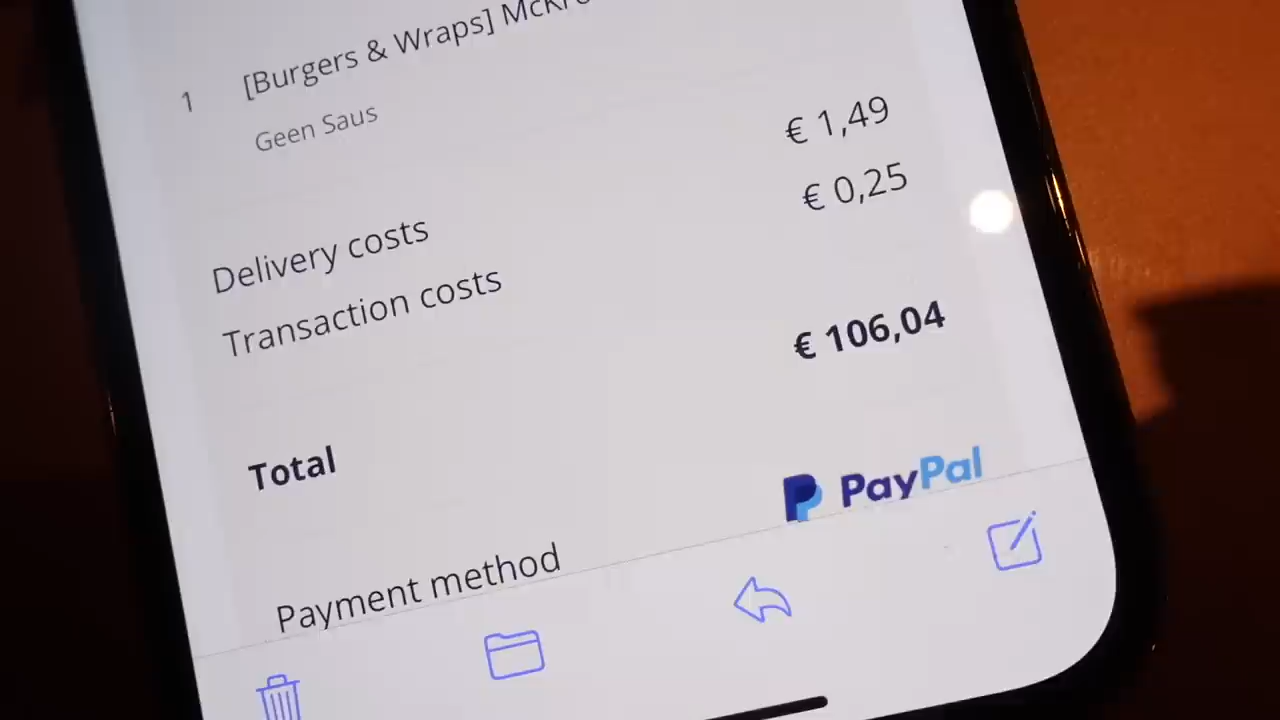 1 [Burgers & Wraps]
Geen Saus
Delivery costs € 1,49
Transaction costs € 0,25
Total € 106,04
Payment method PayPal